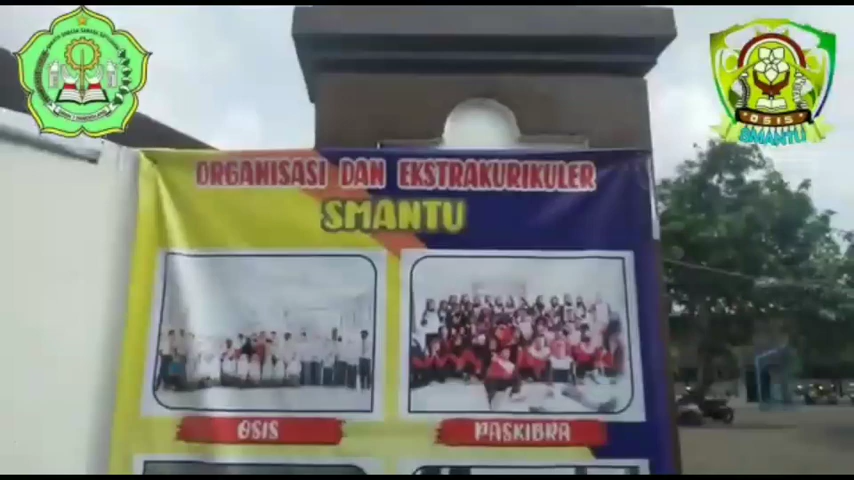 ORGANISASI DAN EKSTRAKURIKULER
SMANTU
OSIS
PASKIBRA
OSIS
SMANTU